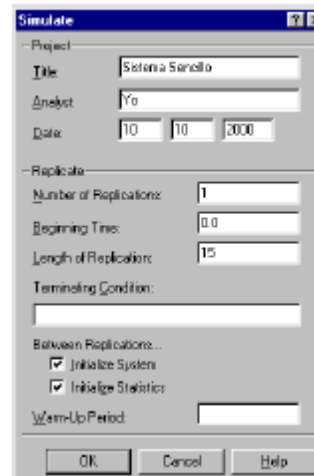 Simulate
Project
Title: Sistema Sencillo
Analyst: Yo
Date: 10 10 2000
Replicate
Number of Replications: 1
Beginning Time: 0.0
Length of Replication: 15
Terminating Condition:
Between Replications...
Initialize System
Initialize Statistics
Warm-Up Period:
OK Cancel Help